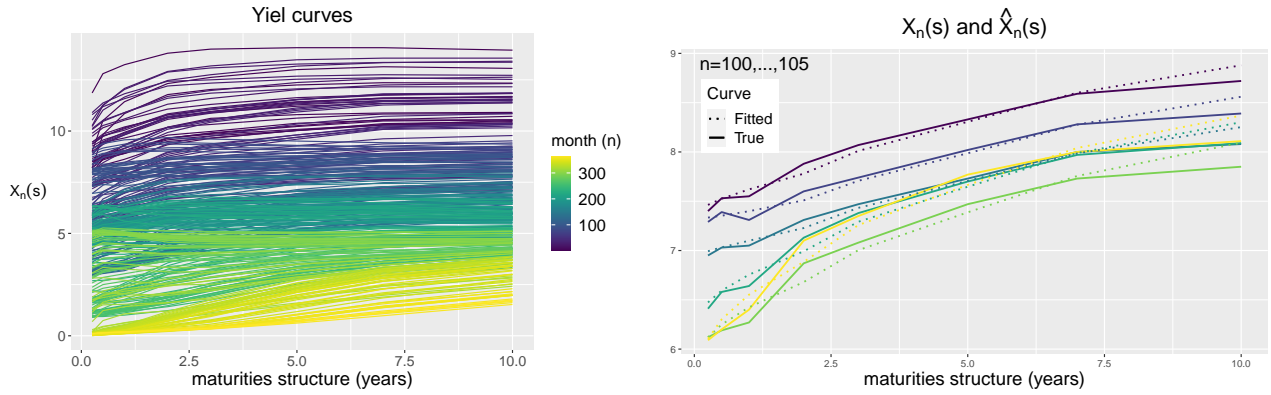 Yiel curves
10
5
0
Xn(s)
0.0
2.5
5.0
7.5
10.0
maturities structure (years)
month (n)
300
200
100
Xn(s) and X̂n(s)
n=100,...,105
Curve
Fitted
True
9
8
7
6
0.0
2.5
5.0
7.5
10.0
maturities structure (years)